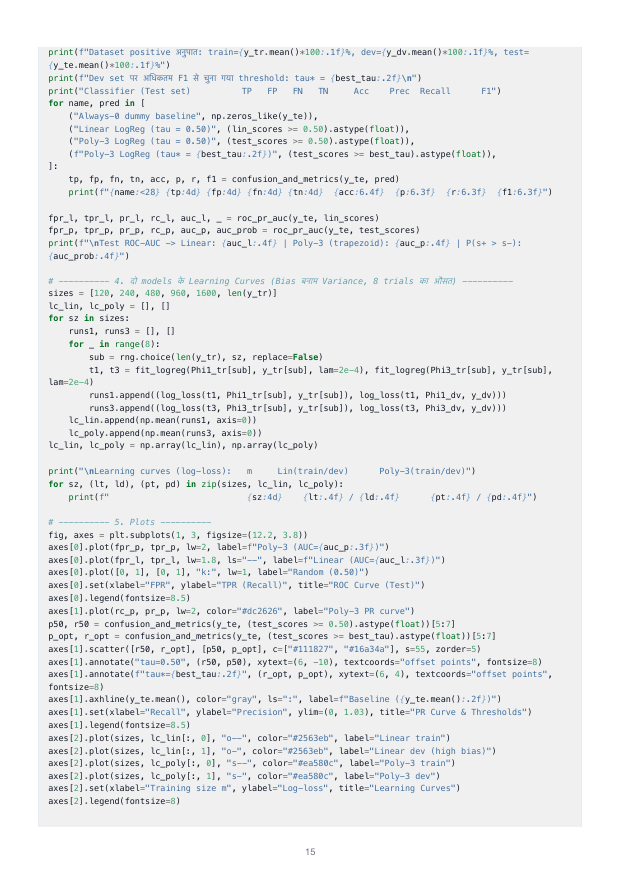 print(f"Dataset positive अनुपात: train={y_tr.mean()*100:.1f}%, dev={y_dv.mean()*100:.1f}%, test=
{y_te.mean()*100:.1f}%")
print(f"Dev set पर अधिकतम F1 से चुना गया threshold: tau* = {best_tau:.2f}\n")
print("Classifier (Test set)          TP   FP   FN   TN     Acc    Prec  Recall      F1")
for name, pred in [
    ("Always-0 dummy baseline", np.zeros_like(y_te)),
    ("Linear LogReg (tau = 0.50)", (lin_scores >= 0.50).astype(float)),
    ("Poly-3 LogReg (tau = 0.50)", (test_scores >= 0.50).astype(float)),
    (f"Poly-3 LogReg (tau* = {best_tau:.2f})", (test_scores >= best_tau).astype(float)),
]:
    tp, fp, fn, tn, acc, p, r, f1 = confusion_and_metrics(y_te, pred)
    print(f"{name:<28} {tp:4d} {fp:4d} {fn:4d} {tn:4d}  {acc:6.4f}  {p:6.3f}  {r:6.3f}  {f1:6.3f}")

fpr_l, tpr_l, pr_l, rc_l, auc_l, _ = roc_pr_auc(y_te, lin_scores)
fpr_p, tpr_p, pr_p, rc_p, auc_p, auc_prob = roc_pr_auc(y_te, test_scores)
print(f"\nTest ROC-AUC -> Linear: {auc_l:.4f} | Poly-3 (trapezoid): {auc_p:.4f} | P(s+ > s-):
{auc_prob:.4f}")

# ---------- 4. दो models के Learning Curves (Bias बनाम Variance, 8 trials का औसत) ----------
sizes = [120, 240, 480, 960, 1600, len(y_tr)]
lc_lin, lc_poly = [], []
for sz in sizes:
    runs1, runs3 = [], []
    for _ in range(8):
        sub = rng.choice(len(y_tr), sz, replace=False)
        t1, t3 = fit_logreg(Phi1_tr[sub], y_tr[sub], lam=2e-4), fit_logreg(Phi3_tr[sub], y_tr[sub],
lam=2e-4)
        runs1.append((log_loss(t1, Phi1_tr[sub], y_tr[sub]), log_loss(t1, Phi1_dv, y_dv)))
        runs3.append((log_loss(t3, Phi3_tr[sub], y_tr[sub]), log_loss(t3, Phi3_dv, y_dv)))
    lc_lin.append(np.mean(runs1, axis=0))
    lc_poly.append(np.mean(runs3, axis=0))
lc_lin, lc_poly = np.array(lc_lin), np.array(lc_poly)

print("\nLearning curves (log-loss):   m     Lin(train/dev)      Poly-3(train/dev)")
for sz, (lt, ld), (pt, pd) in zip(sizes, lc_lin, lc_poly):
    print(f"                           {sz:4d}    {lt:.4f} / {ld:.4f}      {pt:.4f} / {pd:.4f}")

# ---------- 5. Plots ----------
fig, axes = plt.subplots(1, 3, figsize=(12.2, 3.8))
axes[0].plot(fpr_p, tpr_p, lw=2, label=f"Poly-3 (AUC={auc_p:.3f})")
axes[0].plot(fpr_l, tpr_l, lw=1.8, ls="--", label=f"Linear (AUC={auc_l:.3f})")
axes[0].plot([0, 1], [0, 1], "k:", lw=1, label="Random (0.50)")
axes[0].set(xlabel="FPR", ylabel="TPR (Recall)", title="ROC Curve (Test)")
axes[0].legend(fontsize=8.5)
axes[1].plot(rc_p, pr_p, lw=2, color="#dc2626", label="Poly-3 PR curve")
p50, r50 = confusion_and_metrics(y_te, (test_scores >= 0.50).astype(float))[5:7]
p_opt, r_opt = confusion_and_metrics(y_te, (test_scores >= best_tau).astype(float))[5:7]
axes[1].scatter([r50, r_opt], [p50, p_opt], c=["#111827", "#16a34a"], s=55, zorder=5)
axes[1].annotate("tau=0.50", (r50, p50), xytext=(6, -10), textcoords="offset points", fontsize=8)
axes[1].annotate(f"tau*={best_tau:.2f}", (r_opt, p_opt), xytext=(6, 4), textcoords="offset points",
fontsize=8)
axes[1].axhline(y_te.mean(), color="gray", ls=":", label=f"Baseline ({y_te.mean():.2f})")
axes[1].set(xlabel="Recall", ylabel="Precision", ylim=(0, 1.03), title="PR Curve & Thresholds")
axes[1].legend(fontsize=8.5)
axes[2].plot(sizes, lc_lin[:, 0], "o--", color="#2563eb", label="Linear train")
axes[2].plot(sizes, lc_lin[:, 1], "o-", color="#2563eb", label="Linear dev (high bias)")
axes[2].plot(sizes, lc_poly[:, 0], "s--", color="#ea580c", label="Poly-3 train")
axes[2].plot(sizes, lc_poly[:, 1], "s-", color="#ea580c", label="Poly-3 dev")
axes[2].set(xlabel="Training size m", ylabel="Log-loss", title="Learning Curves")
axes[2].legend(fontsize=8)
15